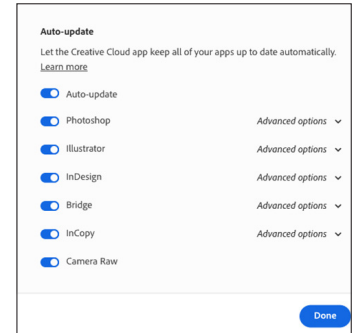 Auto-update
Let the Creative Cloud app keep all of your apps up to date automatically.
Learn more
Auto-update
Photoshop Advanced options
Illustrator Advanced options
InDesign Advanced options
Bridge Advanced options
InCopy Advanced options
Camera Raw
Done